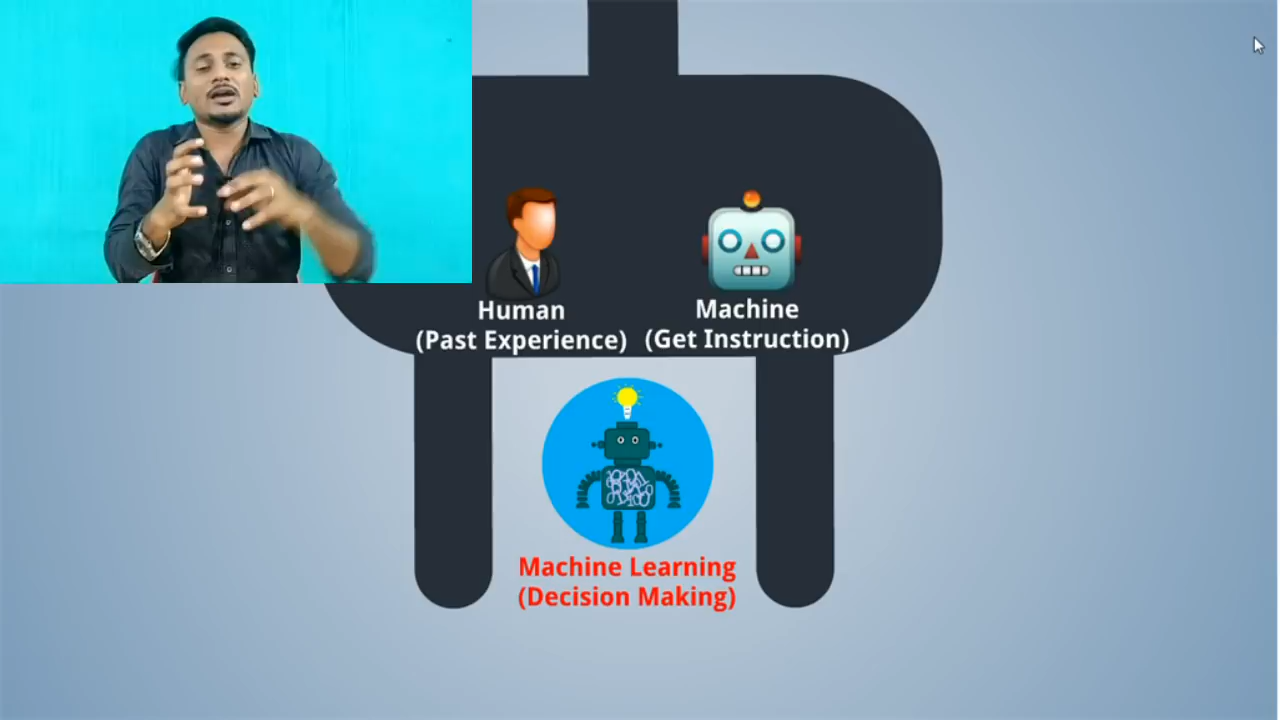 Human
(Past Experience)
Machine
(Get Instruction)
Machine Learning
(Decision Making)